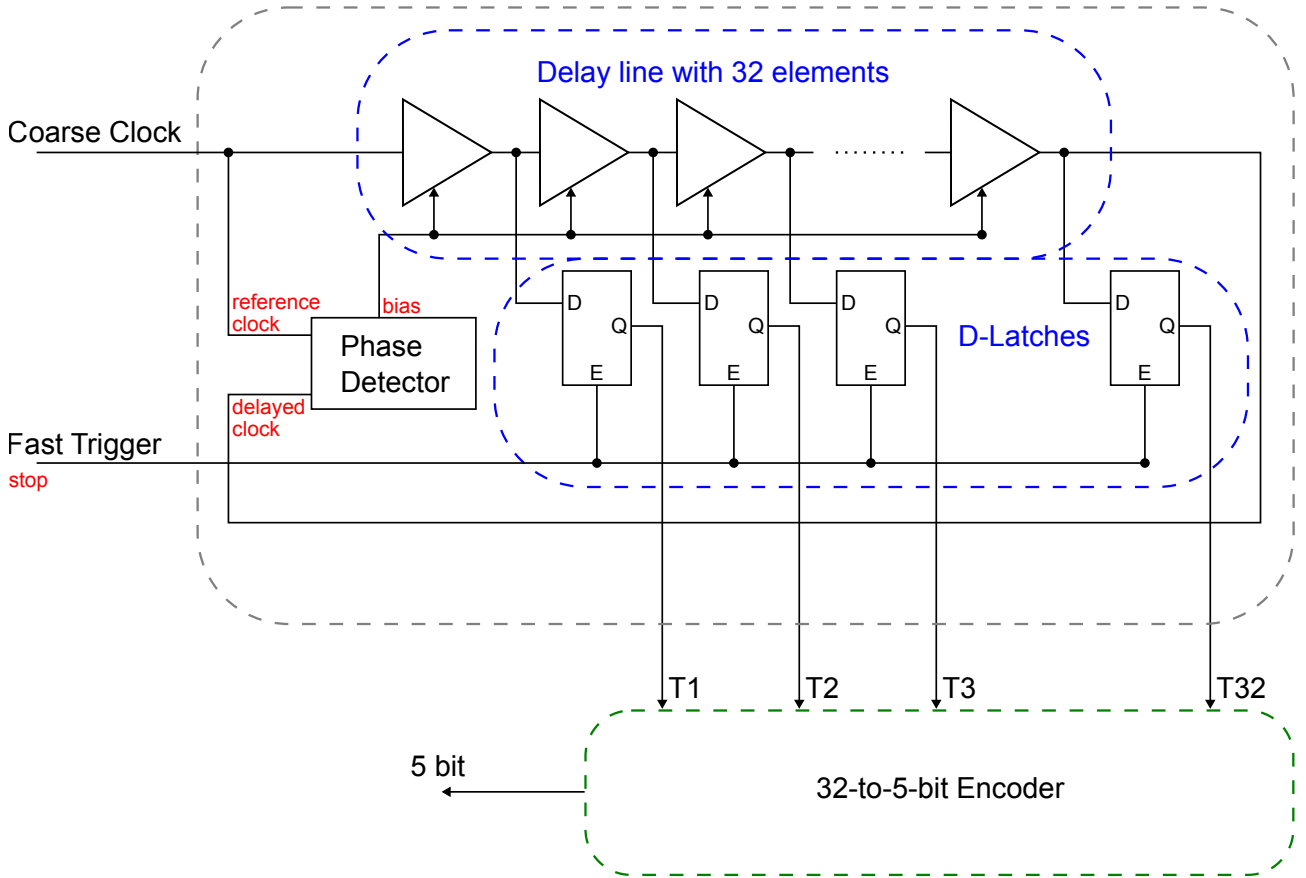 Delay line with 32 elements
Coarse Clock
reference
clock
bias
Phase
Detector
delayed
clock
D
Q
E
D
Q
E
D
Q
E
D
Q
E
D-Latches
Fast Trigger
stop
T1
T2
T3
T32
5 bit
32-to-5-bit Encoder